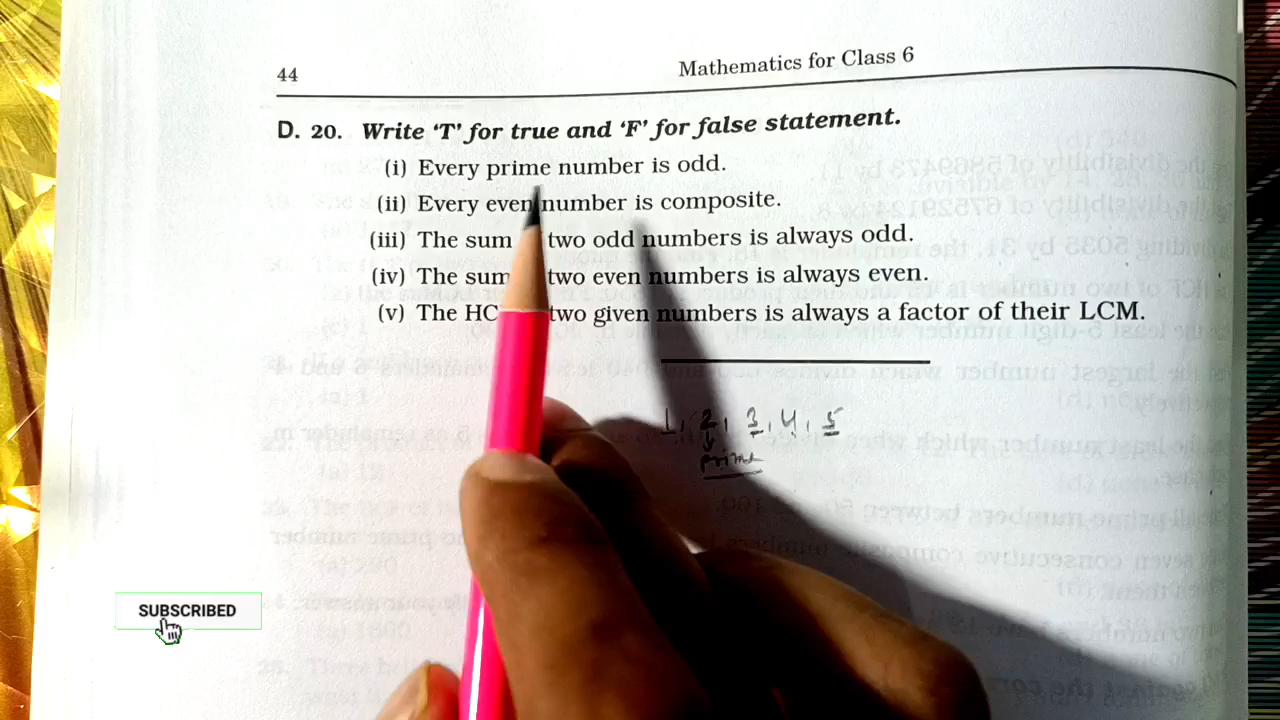 44
Mathematics for Class 6
D. 20. Write 'T' for true and 'F' for false statement.
(i) Every prime number is odd.
(ii) Every even number is composite.
(iii) The sum two odd numbers is always odd.
(iv) The sum two even numbers is always even.
(v) The HC two given numbers is always a factor of their LCM.
1, 2, 3, 4, 5
prime
SUBSCRIBED